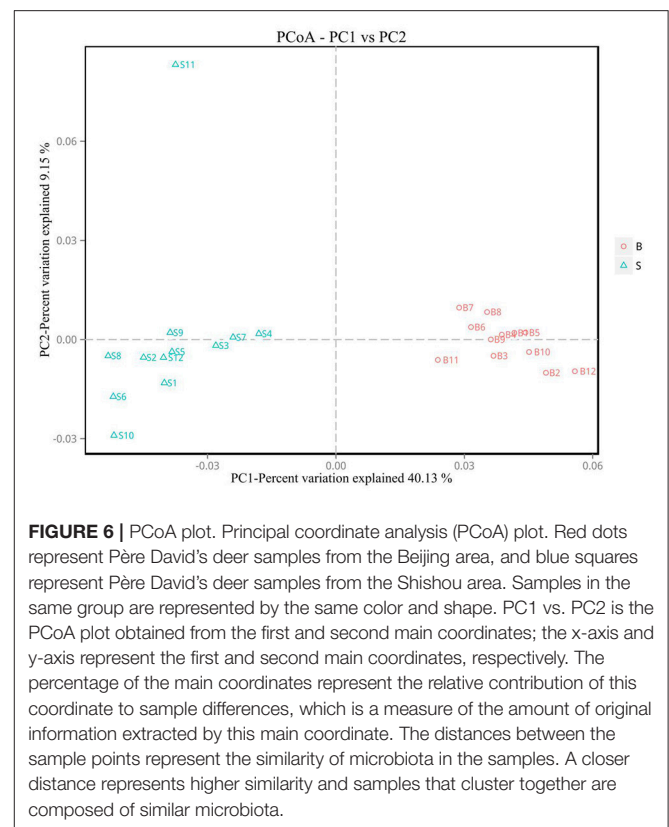 PCoA - PC1 vs PC2
S11
0.06
0.03
0.00
-0.03
PC2-Percent variation explained 9.15 %
B
S
B7
B8
S9
S7
S4
B6
B4
B1
B5
B9
S8
S2
S5
S12
S3
B11
B3
B10
S1
B2
B12
S6
S10
-0.03
0.00
0.03
0.06
PC1-Percent variation explained 40.13 %
FIGURE 6 | PCoA plot. Principal coordinate analysis (PCoA) plot. Red dots
represent Père David's deer samples from the Beijing area, and blue squares
represent Père David's deer samples from the Shishou area. Samples in the
same group are represented by the same color and shape. PC1 vs. PC2 is the
PCoA plot obtained from the first and second main coordinates; the x-axis and
y-axis represent the first and second main coordinates, respectively. The
percentage of the main coordinates represent the relative contribution of this
coordinate to sample differences, which is a measure of the amount of original
information extracted by this main coordinate. The distances between the
sample points represent the similarity of microbiota in the samples. A closer
distance represents higher similarity and samples that cluster together are
composed of similar microbiota.